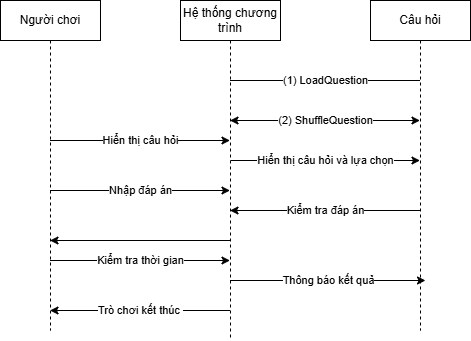 Người chơi
Hệ thống chương
trình
Câu hỏi
(1) LoadQuestion
(2) ShuffleQuestion
Hiển thị câu hỏi
Hiển thị câu hỏi và lựa chọn
Nhập đáp án
Kiểm tra đáp án
Kiểm tra thời gian
Thông báo kết quả
Trò chơi kết thúc